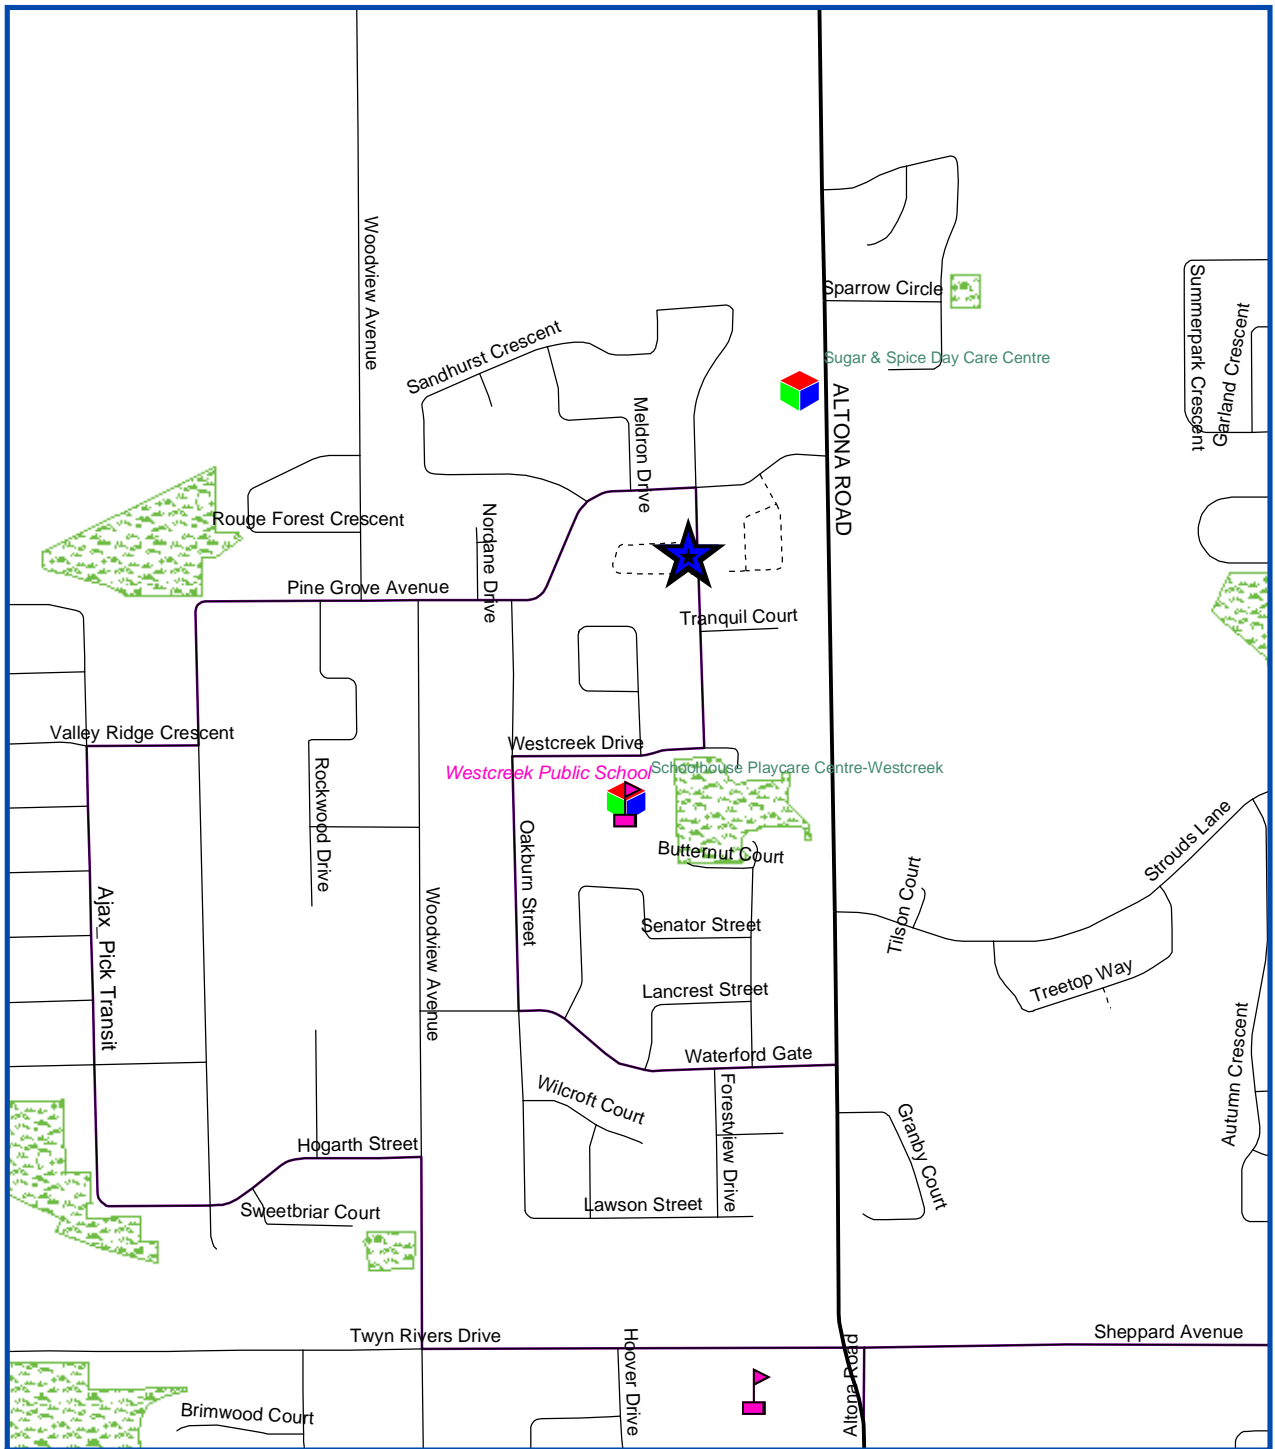 Woodview Avenue
Summerpark Crescent
Sparrow Circle
Garland Crescent
Sandhurst Crescent
Sugar & Spice Day Care Centre
ALTONA ROAD
Meldron Drive
Rouge Forest Crescent
Nordane Drive
Pine Grove Avenue
Tranquil Court
Valley Ridge Crescent
Westcreek Drive
Westcreek Public School
Schoolhouse Playcare Centre-Westcreek
Rockwood Drive
Oakburn Street
Butternut Court
Strouds Lane
Tilson Court
Ajax_Pick Transit
Woodview Avenue
Senator Street
Treetop Way
Lancrest Street
Autumn Crescent
Waterford Gate
Wilcroft Court
Forestview Drive
Granby Court
Hogarth Street
Lawson Street
Sweetbriar Court
Twyn Rivers Drive
Hoover Drive
Altona Road
Sheppard Avenue
Brimwood Court